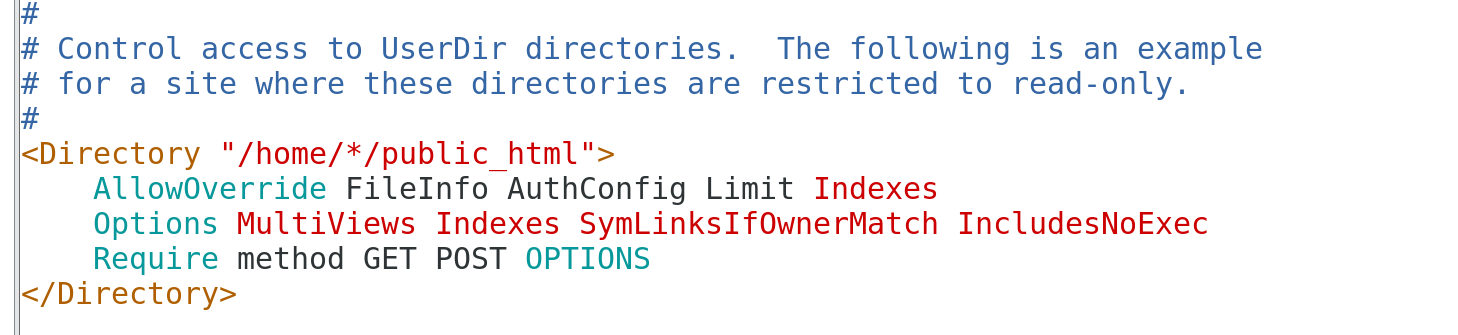 #
# Control access to UserDir directories.  The following is an example
# for a site where these directories are restricted to read-only.
#
<Directory "/home/*/public_html">
    AllowOverride FileInfo AuthConfig Limit Indexes
    Options MultiViews Indexes SymLinksIfOwnerMatch IncludesNoExec
    Require method GET POST OPTIONS
</Directory>